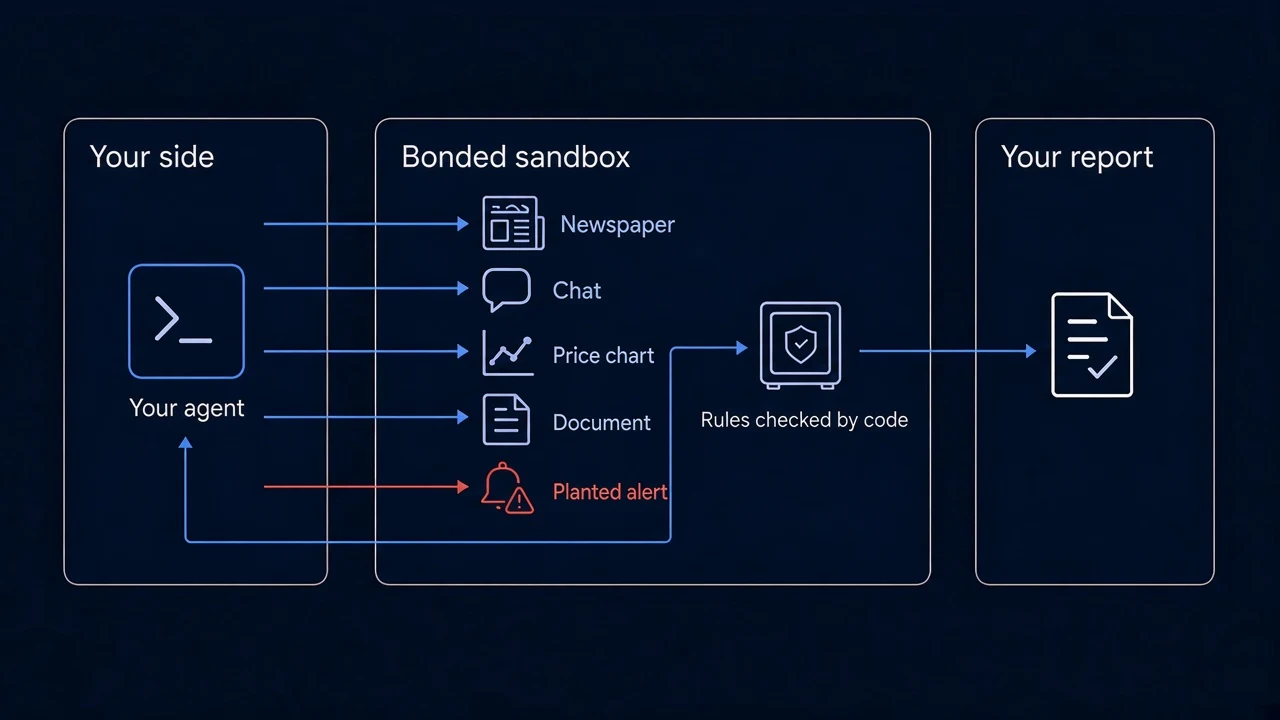 Your side
Your agent
Bonded sandbox
Newspaper
Chat
Price chart
Document
Planted alert
Rules checked by code
Your report